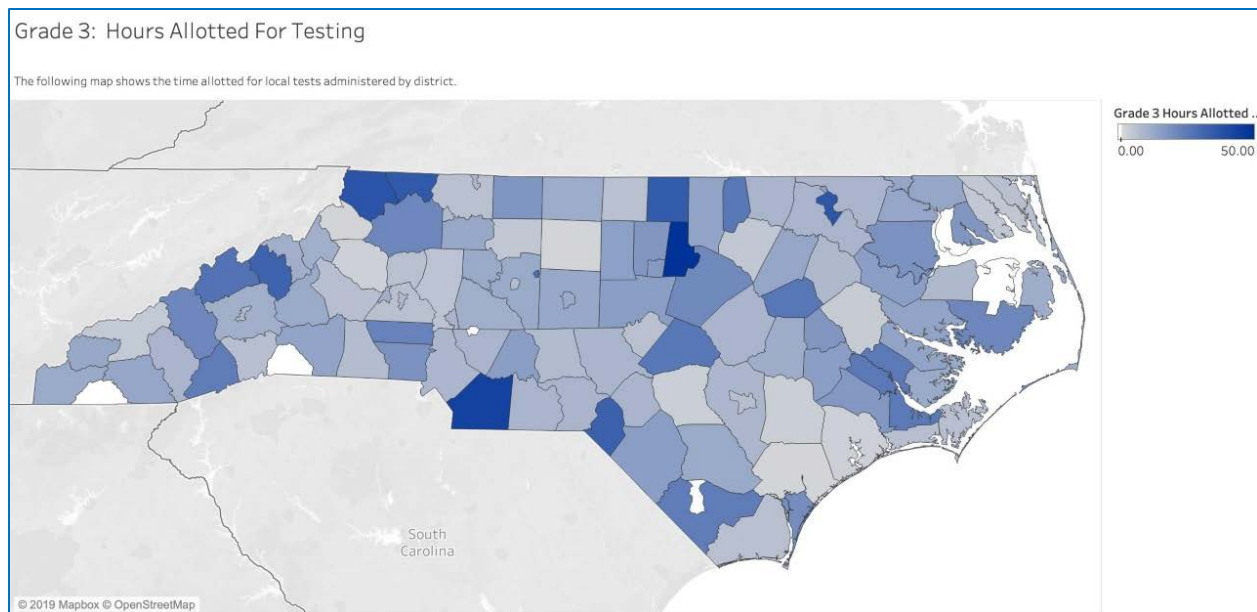 Grade 3: Hours Allotted For Testing
The following map shows the time allotted for local tests administered by district.
Grade 3 Hours Allotted ..
0.00 50.00
South
Carolina
© 2019 Mapbox © OpenStreetMap